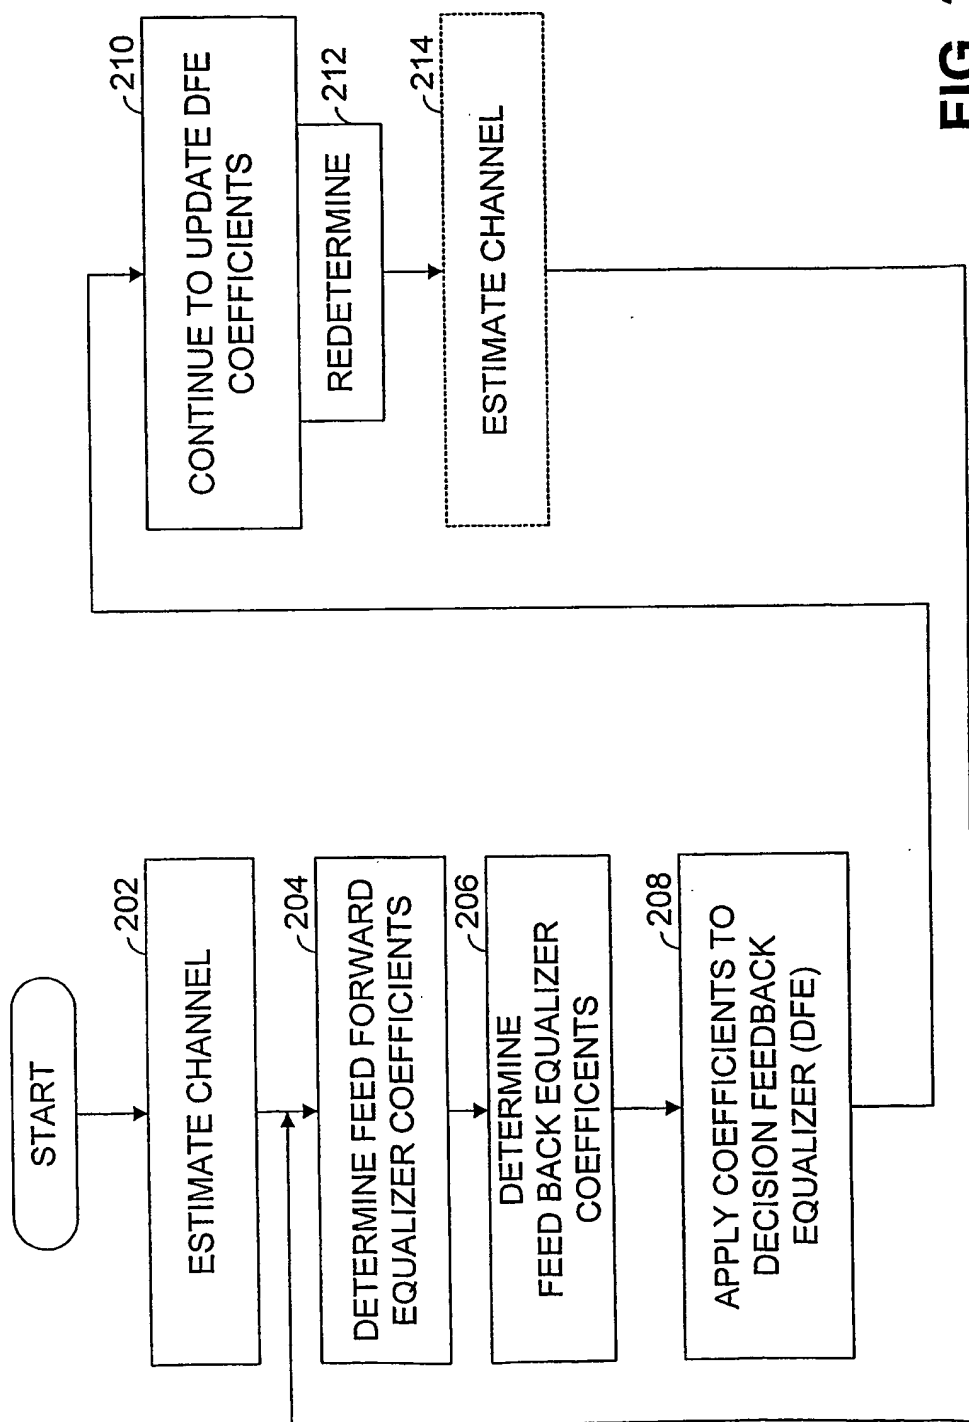 START
202
ESTIMATE CHANNEL
204
DETERMINE FEED FORWARD
EQUALIZER COEFFICIENTS
206
DETERMINE
FEED BACK EQUALIZER
COEFFICENTS
208
APPLY COEFFICIENTS TO
DECISION FEEDBACK
EQUALIZER (DFE)
210
CONTINUE TO UPDATE DFE
COEFFICIENTS
212
REDETERMINE
214
ESTIMATE CHANNEL
FIG